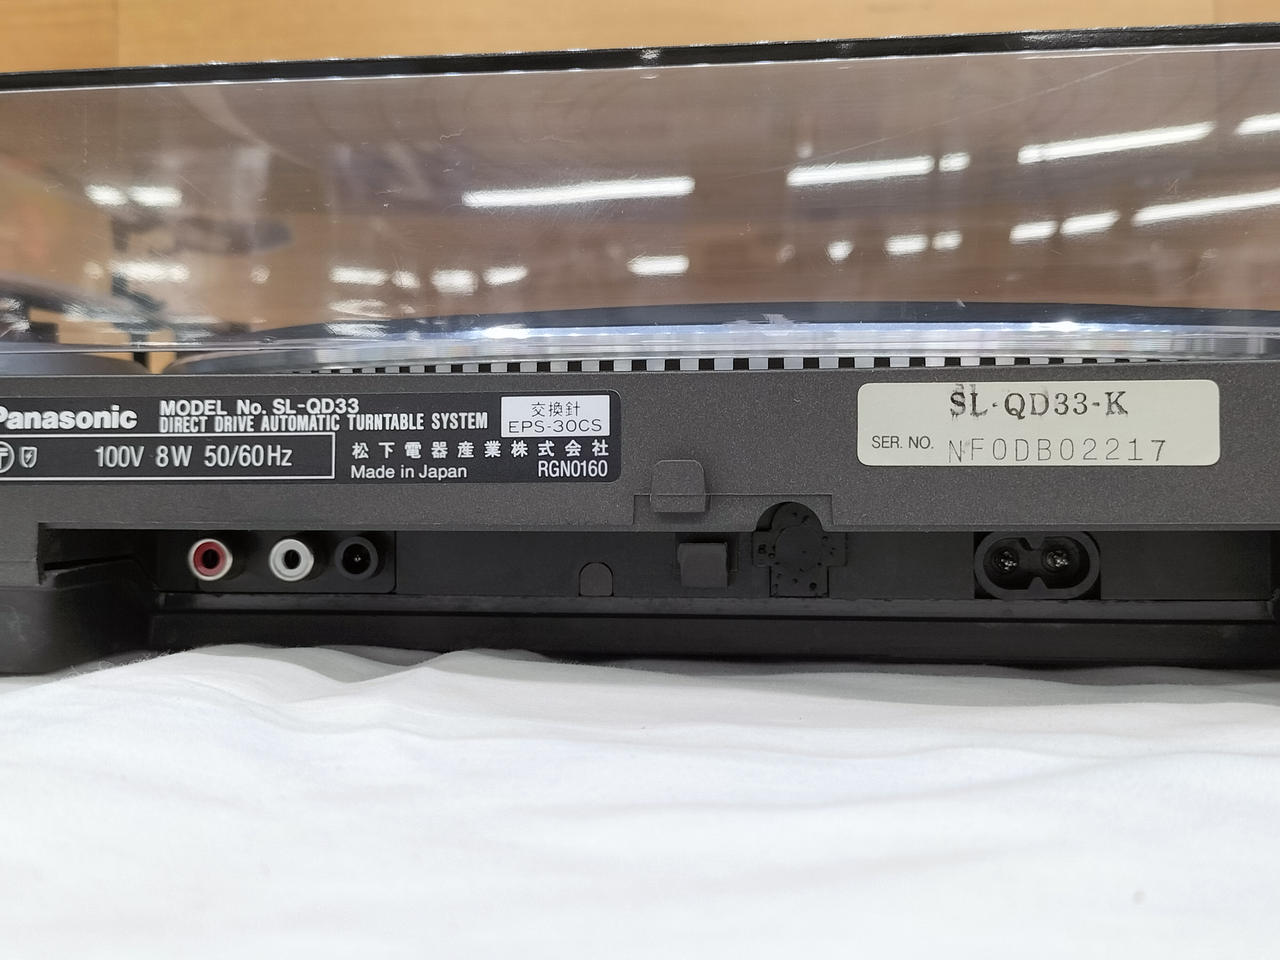 Panasonic
MODEL No. SL-QD33
DIRECT DRIVE AUTOMATIC TURNTABLE SYSTEM
交換針
EPS-30CS
100V 8W 50/60Hz
松下電器産業株式会社
Made in Japan
RGN0160
SL-QD33-K
SER. NO. NF0DB02217